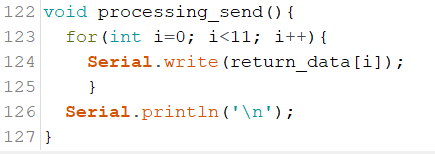 122 void processing_send(){
123   for(int i=0; i<11; i++){
124     Serial.write(return_data[i]);
125     }
126   Serial.println('\n');
127 }